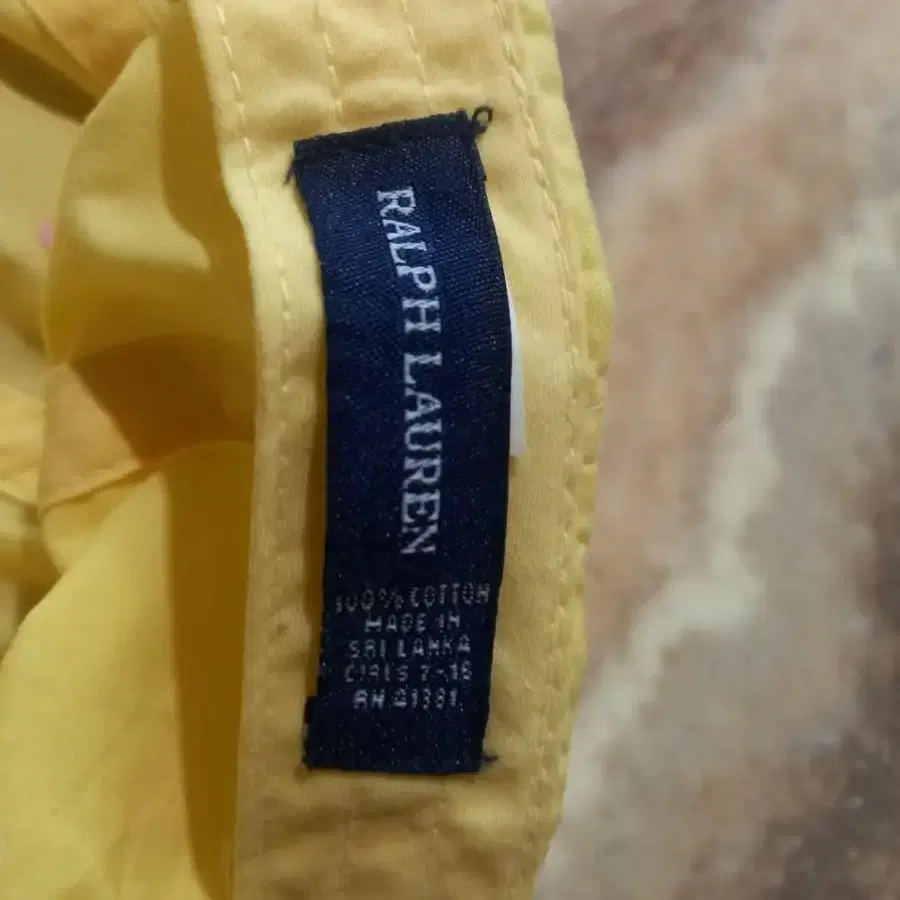 RALPH LAUREN
100% COTTON
MADE IN
SRI LANKA
GIRLS 7-16
RN 41381